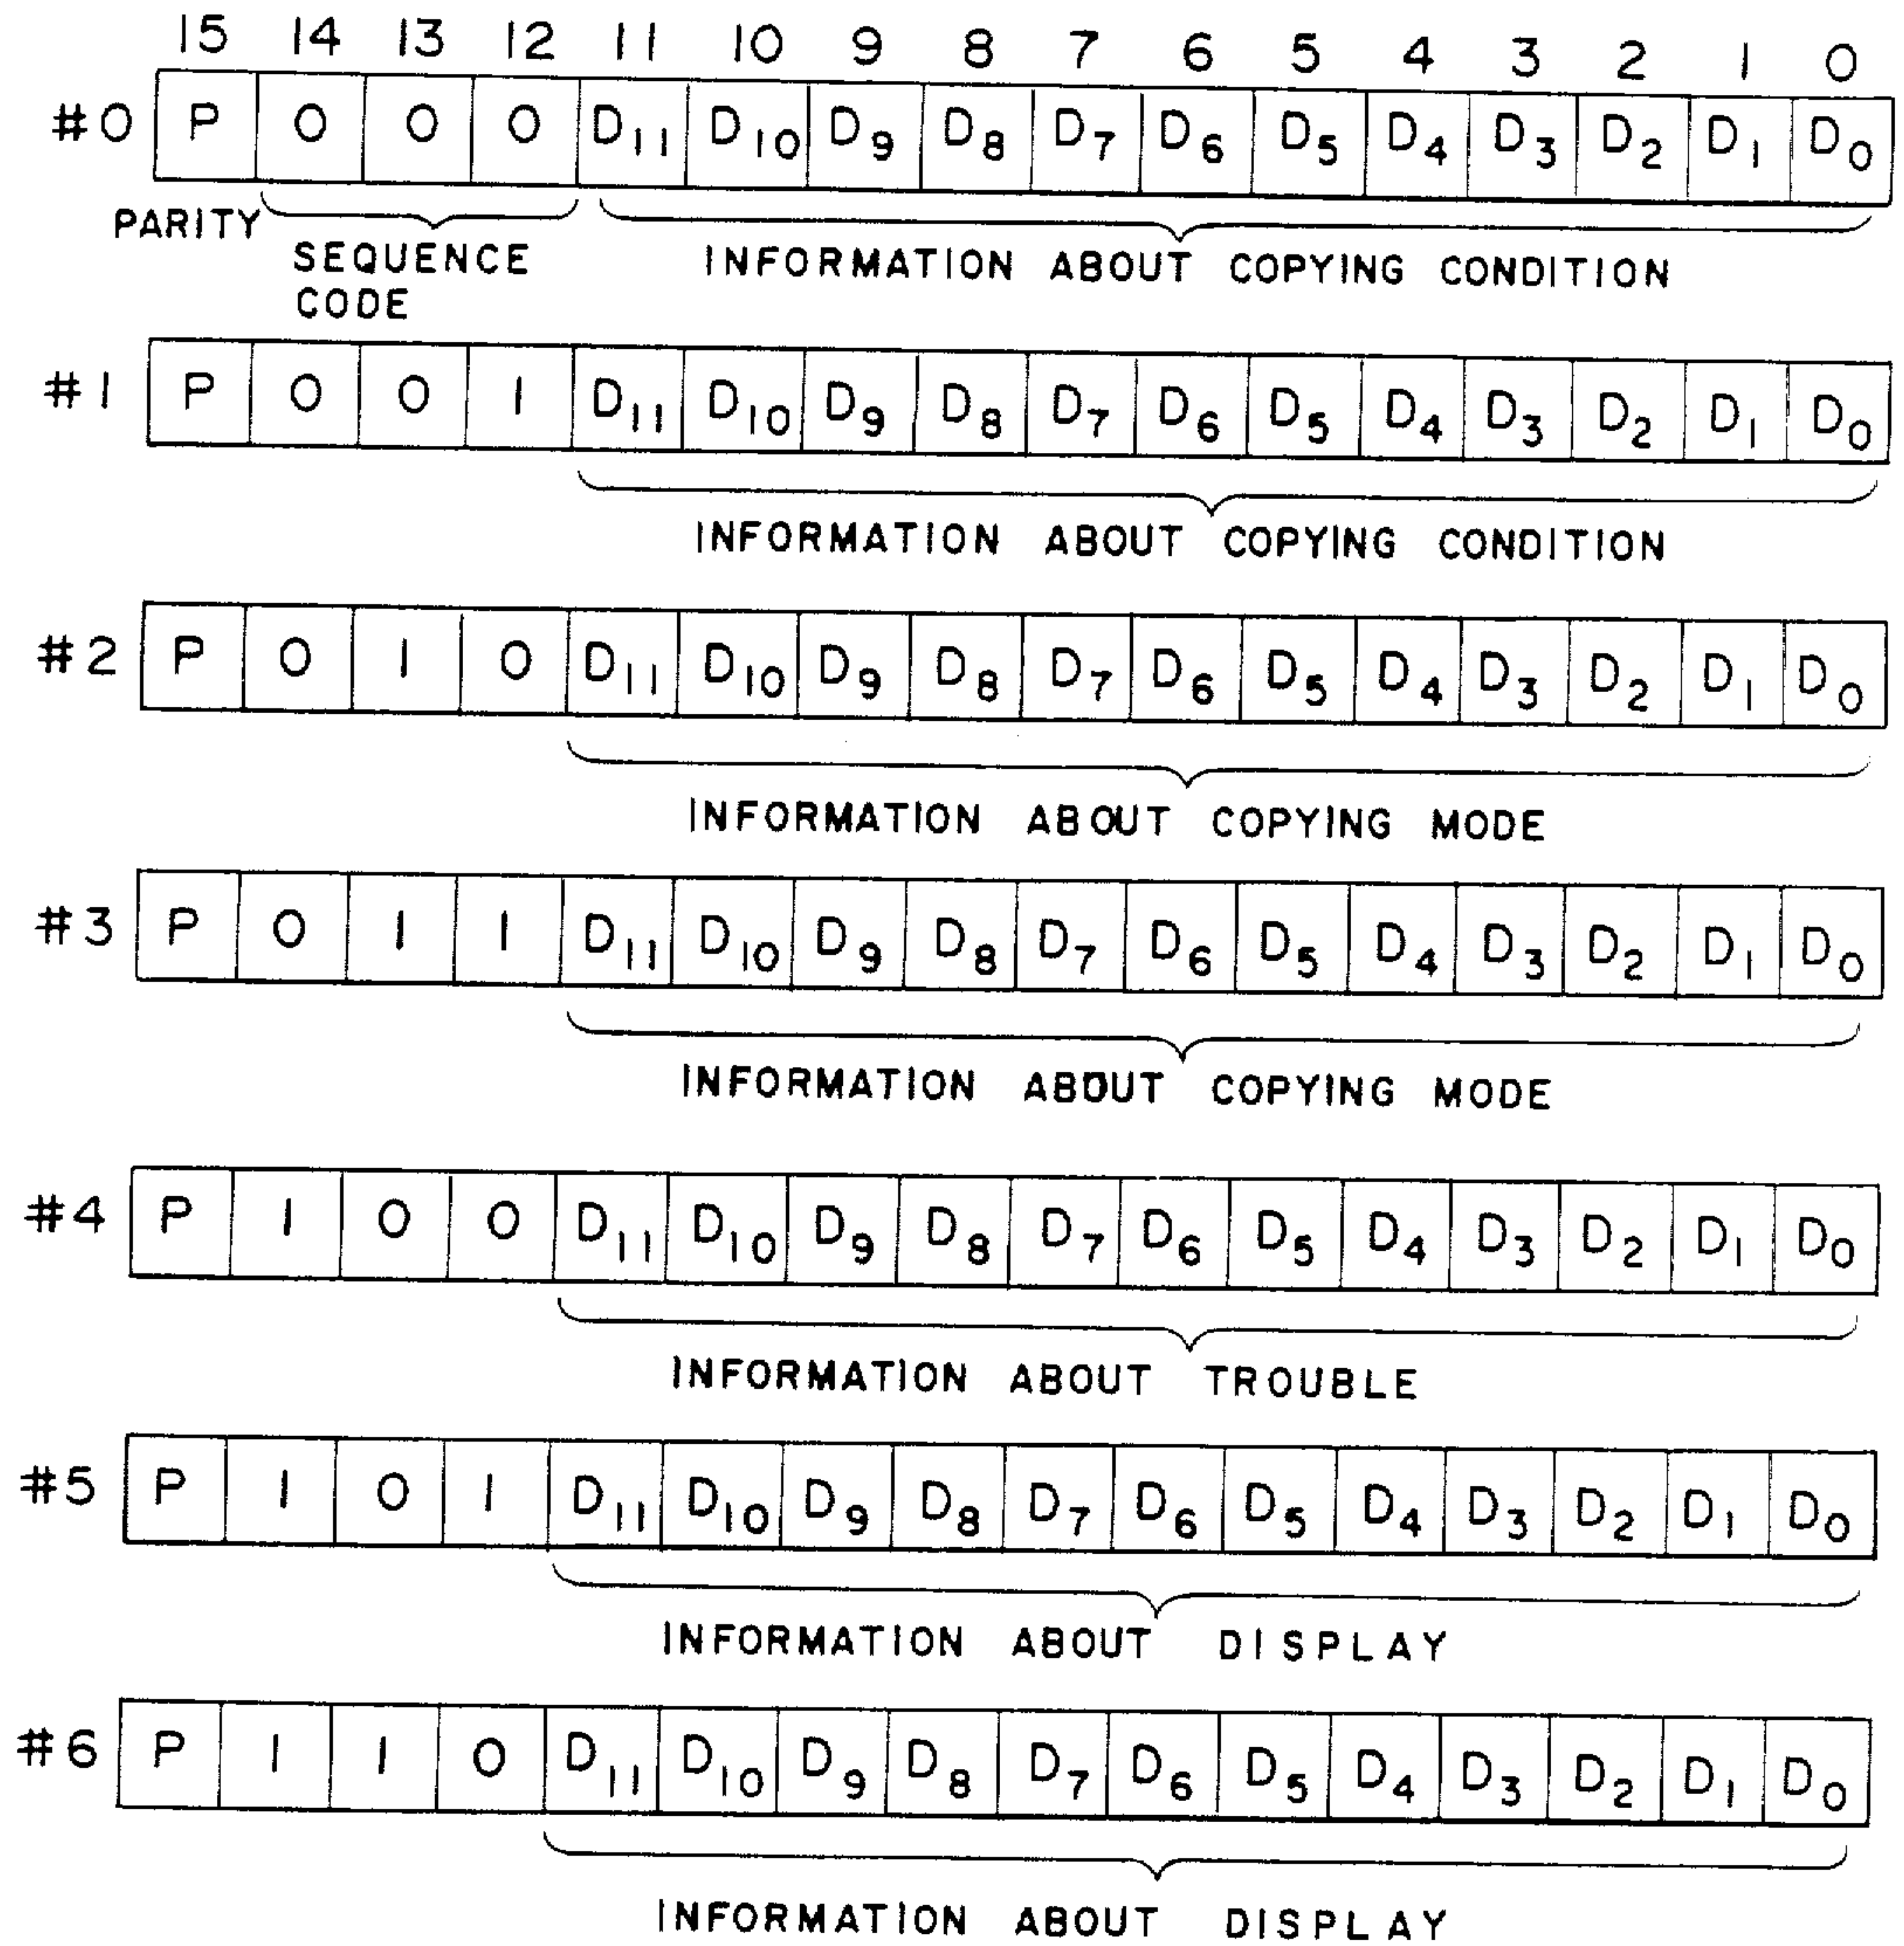 15 14 13 12 11 10 9 8 7 6 5 4 3 2 1 0
#0 P 0 0 0 D11 D10 D9 D8 D7 D6 D5 D4 D3 D2 D1 D0
PARITY
SEQUENCE CODE
INFORMATION ABOUT COPYING CONDITION
#1 P 0 0 1 D11 D10 D9 D8 D7 D6 D5 D4 D3 D2 D1 D0
INFORMATION ABOUT COPYING CONDITION
#2 P 0 1 0 D11 D10 D9 D8 D7 D6 D5 D4 D3 D2 D1 D0
INFORMATION ABOUT COPYING MODE
#3 P 0 1 1 D11 D10 D9 D8 D7 D6 D5 D4 D3 D2 D1 D0
INFORMATION ABOUT COPYING MODE
#4 P 1 0 0 D11 D10 D9 D8 D7 D6 D5 D4 D3 D2 D1 D0
INFORMATION ABOUT TROUBLE
#5 P 1 0 1 D11 D10 D9 D8 D7 D6 D5 D4 D3 D2 D1 D0
INFORMATION ABOUT DISPLAY
#6 P 1 1 0 D11 D10 D9 D8 D7 D6 D5 D4 D3 D2 D1 D0
INFORMATION ABOUT DISPLAY